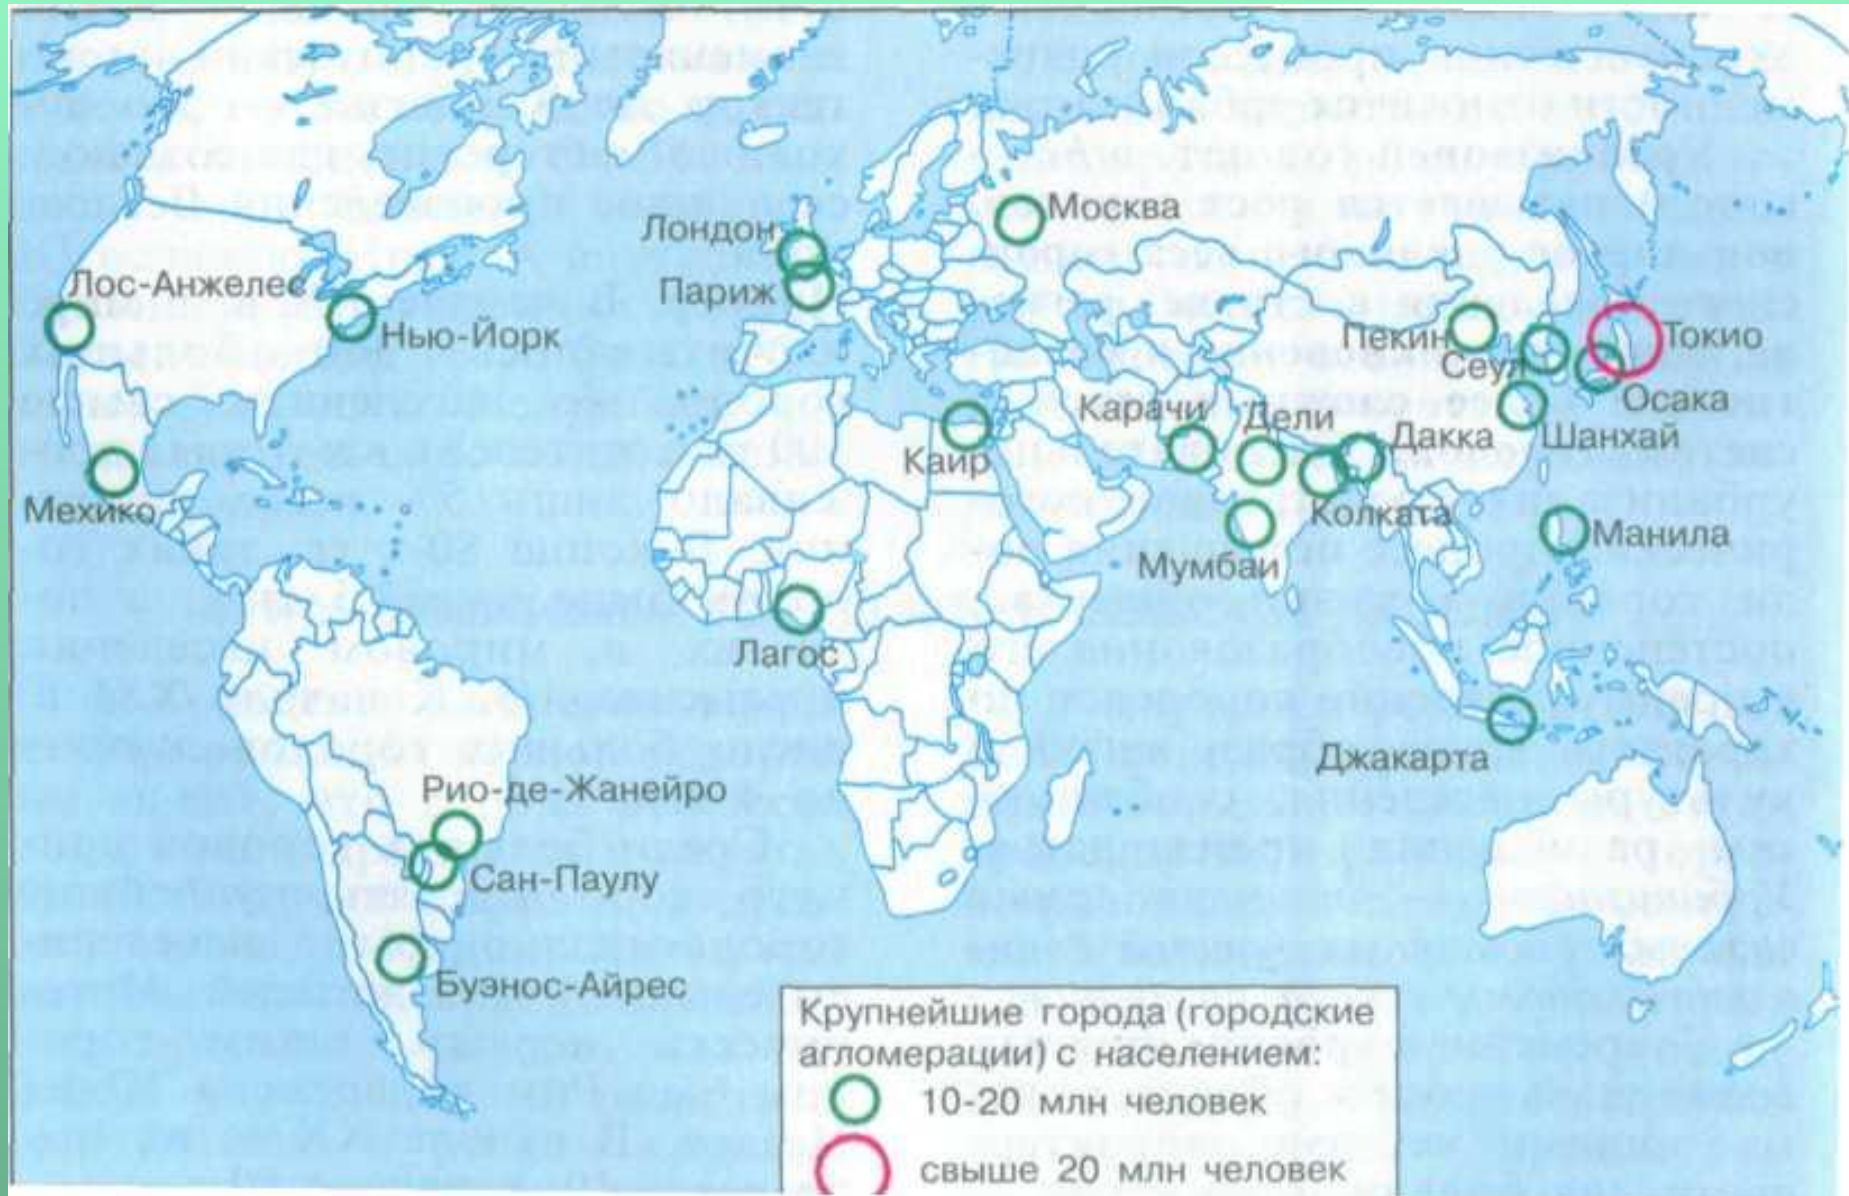 Москва
Лондон
Париж
Лос-Анжелес
Нью-Йорк
Пекин
Токио
Сеул
Осака
Карачи
Дели
Дакка
Шанхай
Каир
Мехико
Колката
Манила
Мумбаи
Лагос
Джакарта
Рио-де-Жанейро
Сан-Паулу
Буэнос-Айрес
Крупнейшие города (городские
агломерации) с населением:
10-20 млн человек
свыше 20 млн человек